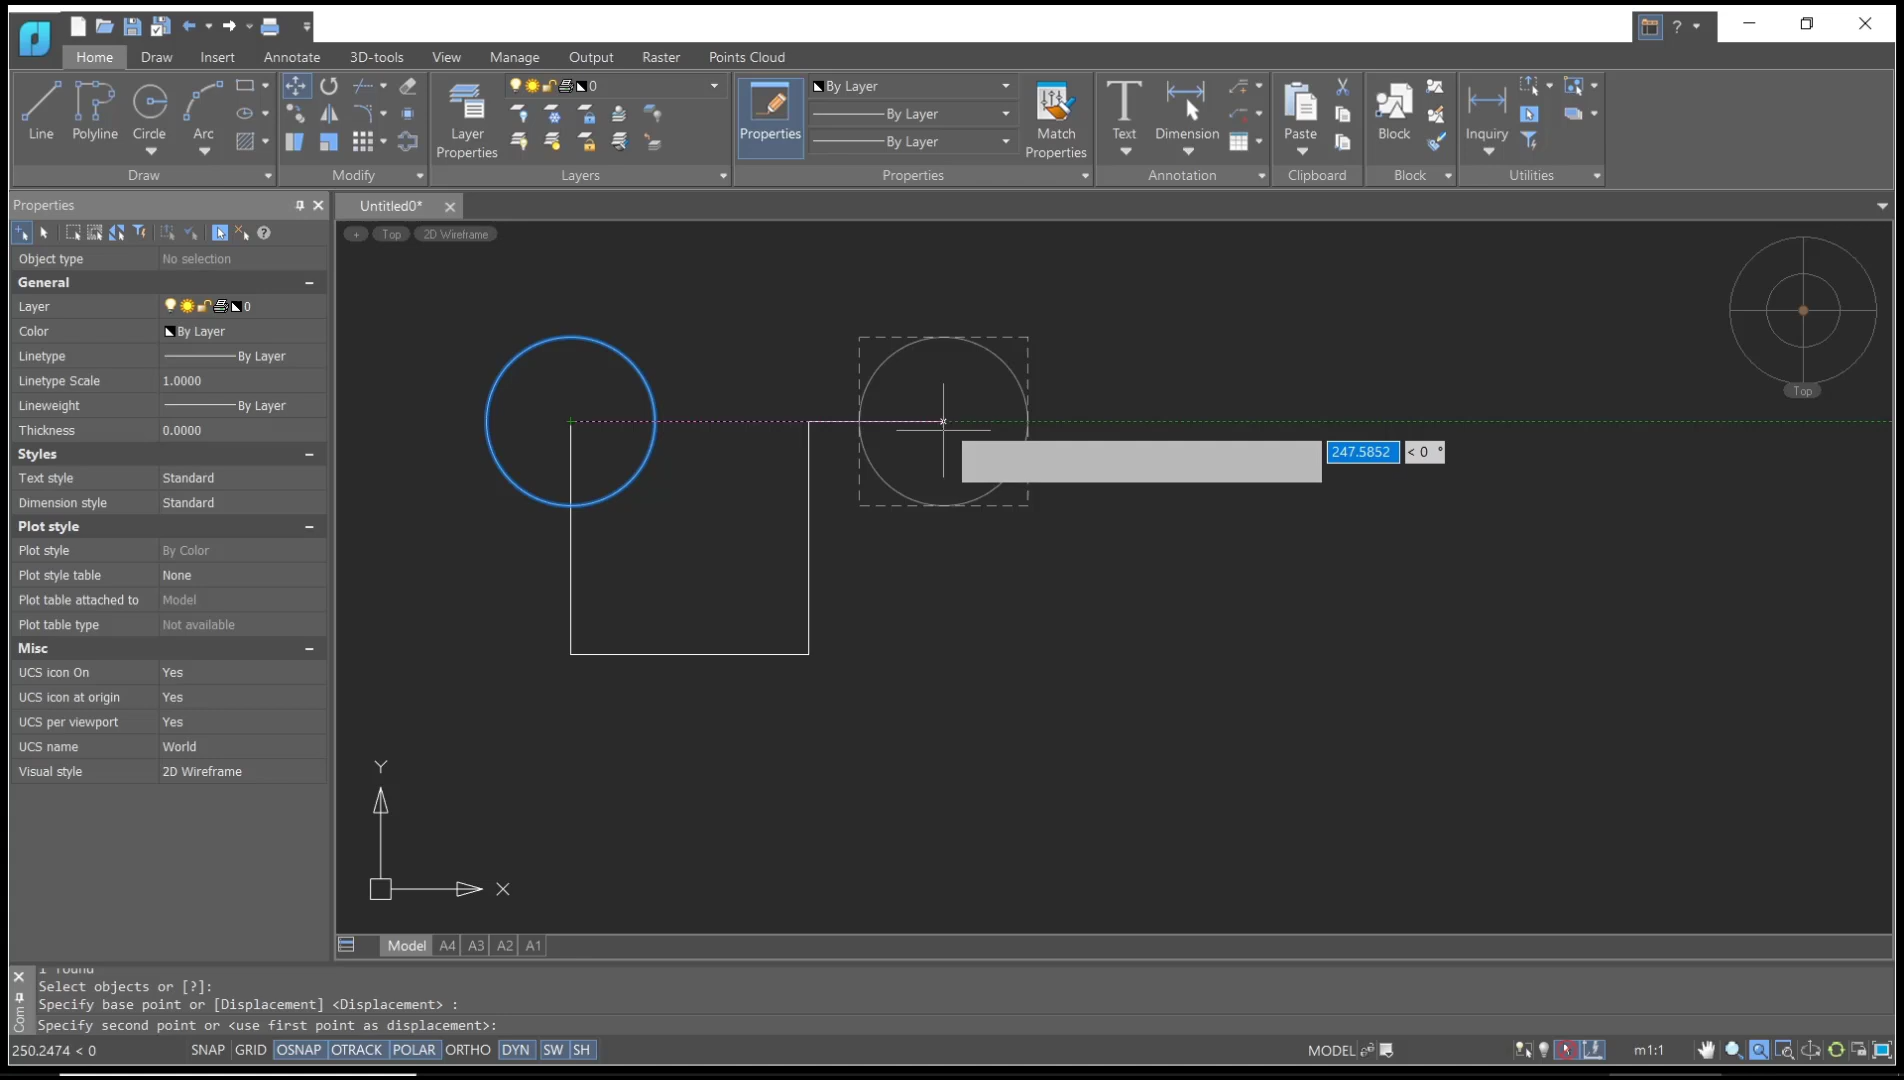 Home Draw Insert Annotate 3D-tools View Manage Output Raster Points Cloud
?
Line Polyline Circle Arc
Layer Properties
0
Properties
By Layer
By Layer
By Layer
Match Properties
Text Dimension
Paste
Block
Inquiry
Draw Modify Layers Properties Annotation Clipboard Block Utilities
Properties
Untitled0*
+ Top 2D Wireframe
Object type No selection
General
Layer 0
Color By Layer
Linetype By Layer
Linetype Scale 1.0000
Lineweight By Layer
Thickness 0.0000
Styles
Text style Standard
Dimension style Standard
Plot style
Plot style By Color
Plot style table None
Plot table attached to Model
Plot table type Not available
Misc
UCS icon On Yes
UCS icon at origin Yes
UCS per viewport Yes
UCS name World
Visual style 2D Wireframe
Top
247.5852 < 0 °
Y
X
Model A4 A3 A2 A1
1 found
Select objects or [?]:
Specify base point or [Displacement] <Displacement> :
Specify second point or <use first point as displacement>:
Com
250.2474 < 0 SNAP GRID OSNAP OTRACK POLAR ORTHO DYN SW SH MODEL m1:1